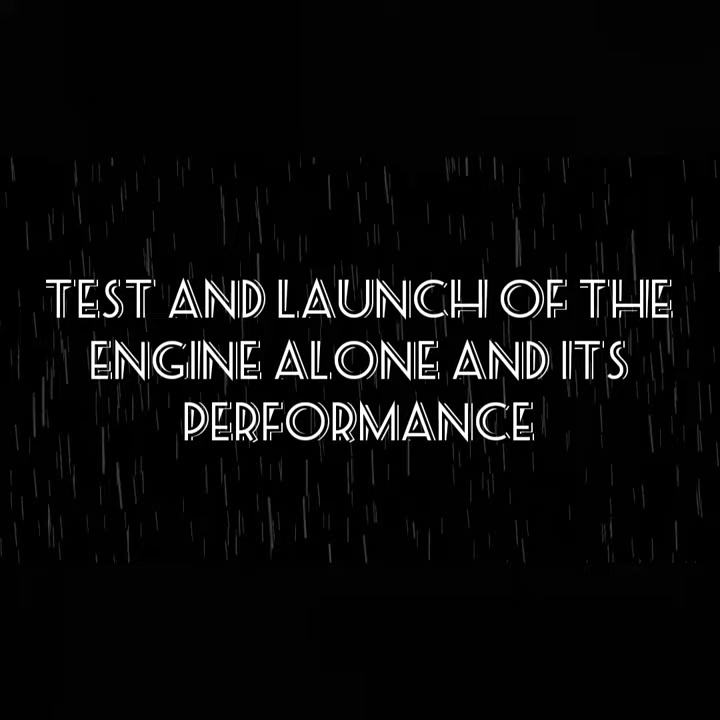 TEST AND LAUNCH OF THE
ENGINE ALONE AND ITS
PERFORMANCE